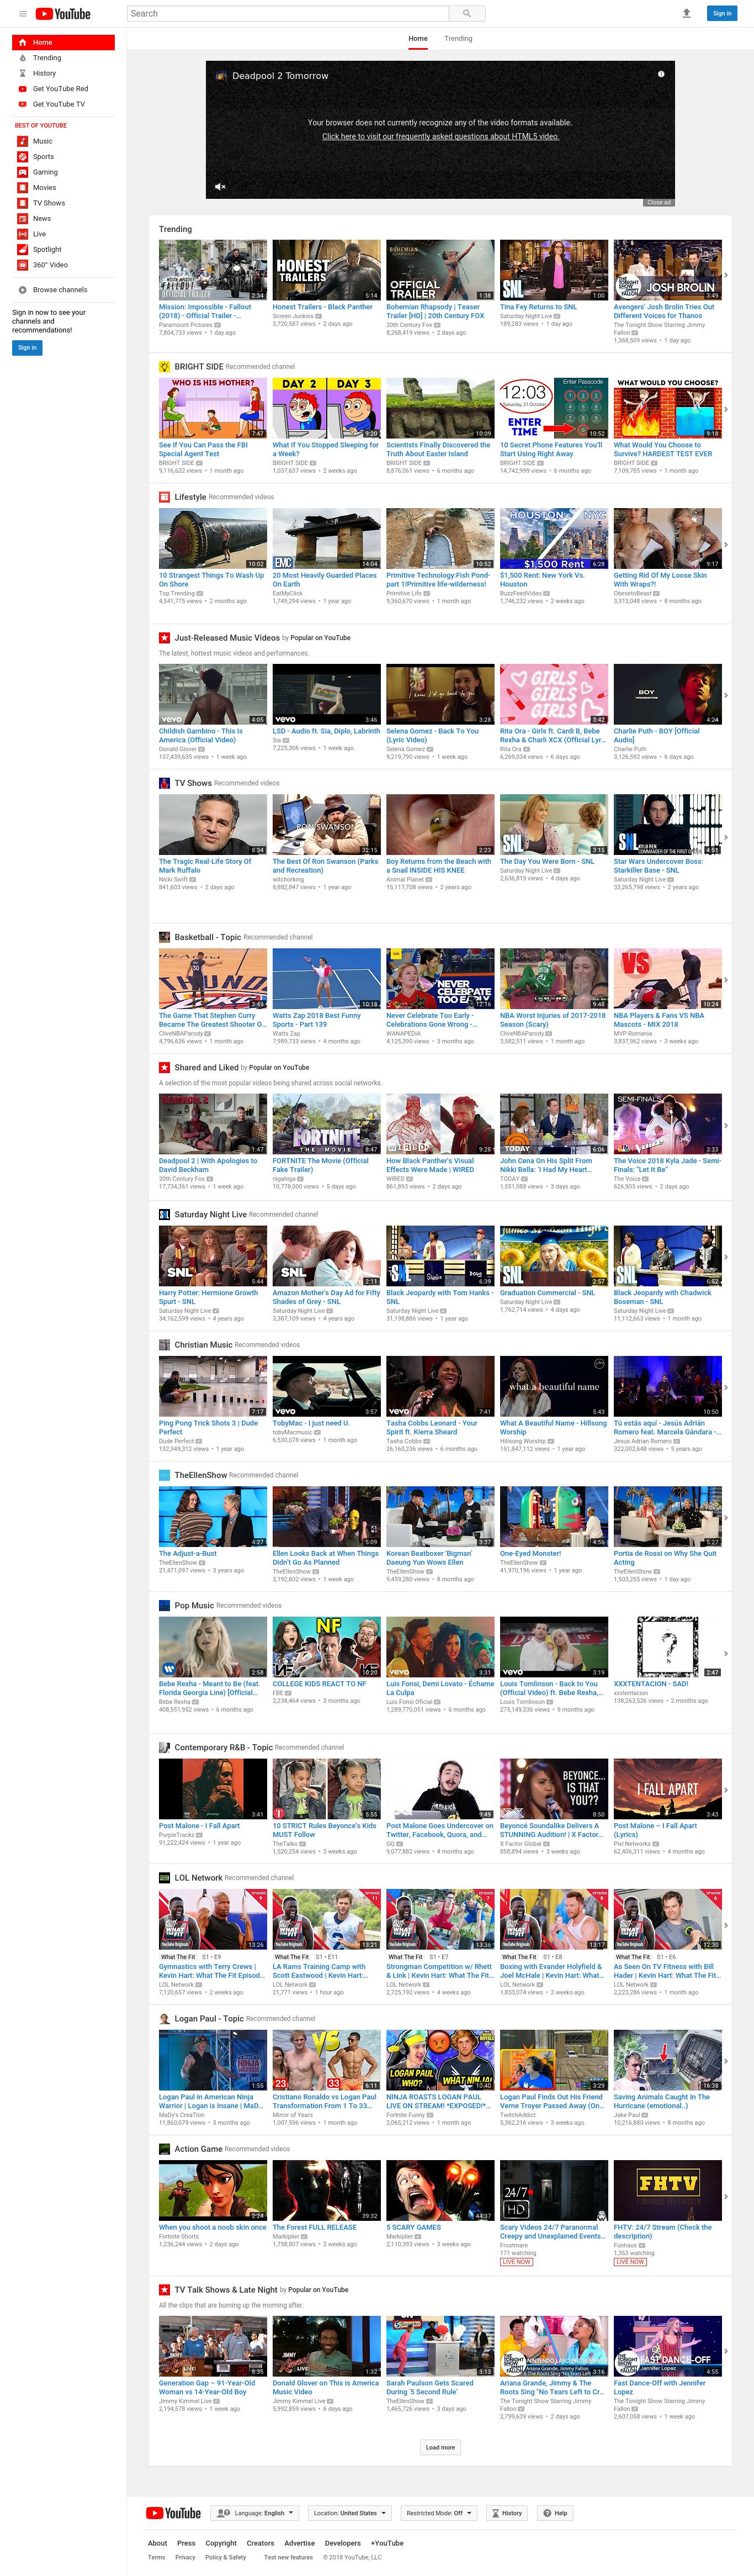 YouTube
Search
Sign in
Home
Trending
History
Get YouTube Red
Get YouTube TV
BEST OF YOUTUBE
Music
Sports
Gaming
Movies
TV Shows
News
Live
Spotlight
360° Video
Browse channels
Sign in now to see your
channels and
recommendations!
Sign in
Home Trending
Deadpool 2 Tomorrow
Your browser does not currently recognize any of the video formats available.
Click here to visit our frequently asked questions about HTML5 video.
Close ad
Trending
Mission: Impossible - Fallout
(2018) - Official Trailer -...
Paramount Pictures
7,804,733 views • 1 day ago
Honest Trailers - Black Panther
Screen Junkies
3,720,587 views • 2 days ago
Bohemian Rhapsody | Teaser
Trailer [HD] | 20th Century FOX
20th Century Fox
8,268,419 views • 2 days ago
Tina Fey Returns to SNL
Saturday Night Live
189,283 views • 1 day ago
Avengers' Josh Brolin Tries Out
Different Voices for Thanos
The Tonight Show Starring Jimmy
Fallon
1,368,509 views • 1 day ago
BRIGHT SIDE Recommended channel
See If You Can Pass the FBI
Special Agent Test
BRIGHT SIDE
9,116,632 views • 1 month ago
What If You Stopped Sleeping for
a Week?
BRIGHT SIDE
1,037,637 views • 2 weeks ago
Scientists Finally Discovered the
Truth About Easter Island
BRIGHT SIDE
8,876,061 views • 6 months ago
10 Secret Phone Features You'll
Start Using Right Away
BRIGHT SIDE
14,742,999 views • 6 months ago
What Would You Choose to
Survive? HARDEST TEST EVER
BRIGHT SIDE
7,109,785 views • 1 month ago
Lifestyle Recommended videos
10 Strangest Things To Wash Up
On Shore
Top Trending
4,541,775 views • 2 months ago
20 Most Heavily Guarded Places
On Earth
EatMyClick
1,749,294 views • 1 year ago
Primitive Technology:Fish Pond-
part 1!Primitive life-wilderness!
Primitive Life
9,360,670 views • 1 month ago
$1,500 Rent: New York Vs.
Houston
BuzzFeedVideo
1,746,232 views • 2 weeks ago
Getting Rid Of My Loose Skin
With Wraps?!
ObesetoBeast
3,313,048 views • 8 months ago
Just-Released Music Videos by Popular on YouTube
The latest, hottest music videos and performances.
Childish Gambino - This Is
America (Official Video)
Donald Glover
137,439,635 views • 1 week ago
LSD - Audio ft. Sia, Diplo, Labrinth
Sia
7,225,306 views • 1 week ago
Selena Gomez - Back To You
(Lyric Video)
Selena Gomez
9,219,790 views • 1 week ago
Rita Ora - Girls ft. Cardi B, Bebe
Rexha & Charli XCX (Official Lyr...
Rita Ora
6,269,034 views • 6 days ago
Charlie Puth - BOY [Official
Audio]
Charlie Puth
3,126,592 views • 6 days ago
TV Shows Recommended videos
The Tragic Real-Life Story Of
Mark Ruffalo
Nicki Swift
841,603 views • 2 days ago
The Best Of Ron Swanson (Parks
and Recreation)
witchorking
8,882,847 views • 1 year ago
Boy Returns from the Beach with
a Snail INSIDE HIS KNEE
Animal Planet
15,117,708 views • 2 years ago
The Day You Were Born - SNL
Saturday Night Live
2,636,819 views • 4 days ago
Star Wars Undercover Boss:
Starkiller Base - SNL
Saturday Night Live
33,265,798 views • 2 years ago
Basketball - Topic Recommended channel
The Game That Stephen Curry
Became The Greatest Shooter O...
CliveNBAParody
4,796,636 views • 1 month ago
Watts Zap 2018 Best Funny
Sports - Part 139
Watts Zap
7,989,733 views • 4 months ago
Never Celebrate Too Early -
Celebrations Gone Wrong -...
WANAPEDIA
4,125,390 views • 3 months ago
NBA Worst Injuries of 2017-2018
Season (Scary)
CliveNBAParody
3,582,511 views • 1 month ago
NBA Players & Fans VS NBA
Mascots - MIX 2018
MVP Romania
3,837,962 views • 3 weeks ago
Shared and Liked by Popular on YouTube
A selection of the most popular videos being shared across social networks.
Deadpool 2 | With Apologies to
David Beckham
20th Century Fox
17,734,361 views • 1 week ago
FORTNITE The Movie (Official
Fake Trailer)
nigahiga
10,778,000 views • 5 days ago
How Black Panther's Visual
Effects Were Made | WIRED
WIRED
861,893 views • 2 days ago
John Cena On His Split From
Nikki Bella: 'I Had My Heart...
TODAY
1,551,088 views • 3 days ago
The Voice 2018 Kyla Jade - Semi-
Finals: "Let It Be"
The Voice
626,903 views • 2 days ago
Saturday Night Live Recommended channel
Harry Potter: Hermione Growth
Spurt - SNL
Saturday Night Live
34,162,599 views • 4 years ago
Amazon Mother's Day Ad for Fifty
Shades of Grey - SNL
Saturday Night Live
3,387,109 views • 4 years ago
Black Jeopardy with Tom Hanks -
SNL
Saturday Night Live
31,198,886 views • 1 year ago
Graduation Commercial - SNL
Saturday Night Live
1,762,714 views • 4 days ago
Black Jeopardy with Chadwick
Boseman - SNL
Saturday Night Live
11,112,663 views • 1 month ago
Christian Music Recommended videos
Ping Pong Trick Shots 3 | Dude
Perfect
Dude Perfect
132,349,312 views • 1 year ago
TobyMac - I just need U.
tobyMacmusic
6,530,078 views • 1 month ago
Tasha Cobbs Leonard - Your
Spirit ft. Kierra Sheard
Tasha Cobbs
26,160,236 views • 6 months ago
What A Beautiful Name - Hillsong
Worship
Hillsong Worship
151,847,112 views • 1 year ago
Tú estás aquí - Jesús Adrián
Romero feat. Marcela Gándara -...
Jesus Adrian Romero
322,002,648 views • 5 years ago
TheEllenShow Recommended channel
The Adjust-a-Bust
TheEllenShow
21,471,097 views • 3 years ago
Ellen Looks Back at When Things
Didn't Go As Planned
TheEllenShow
3,192,602 views • 1 week ago
Korean Beatboxer 'Bigman'
Daeung Yun Wows Ellen
TheEllenShow
9,459,280 views • 8 months ago
One-Eyed Monster!
TheEllenShow
41,970,196 views • 1 year ago
Portia de Rossi on Why She Quit
Acting
TheEllenShow
1,503,255 views • 1 day ago
Pop Music Recommended videos
Bebe Rexha - Meant to Be (feat.
Florida Georgia Line) [Official...
Bebe Rexha
408,551,952 views • 6 months ago
COLLEGE KIDS REACT TO NF
FBE
2,238,464 views • 3 months ago
Luis Fonsi, Demi Lovato - Échame
La Culpa
Luis Fonsi Oficial
1,289,770,051 views • 6 months ago
Louis Tomlinson - Back to You
(Official Video) ft. Bebe Rexha,...
Louis Tomlinson
275,149,336 views • 9 months ago
XXXTENTACION - SAD!
xxxtentacion
138,263,526 views • 2 months ago
Contemporary R&B - Topic Recommended channel
Post Malone - I Fall Apart
PurpleTrackz
91,222,424 views • 1 year ago
10 STRICT Rules Beyonce's Kids
MUST Follow
TheTalko
1,520,254 views • 3 weeks ago
Post Malone Goes Undercover on
Twitter, Facebook, Quora, and...
GQ
9,077,882 views • 4 months ago
Beyoncé Soundalike Delivers A
STUNNING Audition! | X Factor...
X Factor Global
858,894 views • 3 weeks ago
Post Malone – I Fall Apart
(Lyrics)
Pixl Networks
62,406,311 views • 4 months ago
LOL Network Recommended channel
What The Fit S1 • E9
Gymnastics with Terry Crews |
Kevin Hart: What The Fit Episod...
LOL Network
7,120,657 views • 2 weeks ago
What The Fit S1 • E11
LA Rams Training Camp with
Scott Eastwood | Kevin Hart:...
LOL Network
21,771 views • 1 hour ago
What The Fit S1 • E7
Strongman Competition w/ Rhett
& Link | Kevin Hart: What The Fit...
LOL Network
2,725,192 views • 4 weeks ago
What The Fit S1 • E8
Boxing with Evander Holyfield &
Joel McHale | Kevin Hart: What...
LOL Network
1,833,074 views • 3 weeks ago
What The Fit S1 • E6
As Seen On TV Fitness with Bill
Hader | Kevin Hart: What The Fit...
LOL Network
2,223,286 views • 1 month ago
Logan Paul - Topic Recommended channel
Logan Paul in American Ninja
Warrior | Logan is Insane | MaD...
MaDy's CreaTion
11,860,079 views • 3 months ago
Cristiano Ronaldo vs Logan Paul
Transformation From 1 To 33...
Mirror of Years
1,007,596 views • 1 month ago
NINJA ROASTS LOGAN PAUL
LIVE ON STREAM! *EXPOSED!*...
Fortnite Funny
2,065,212 views • 1 month ago
Logan Paul Finds Out His Friend
Verne Troyer Passed Away (On...
TwitchAddict
5,362,216 views • 3 weeks ago
Saving Animals Caught In The
Hurricane (emotional..)
Jake Paul
10,216,880 views • 8 months ago
Action Game Recommended videos
When you shoot a noob skin once
Fortnite Shorts
1,236,244 views • 2 days ago
The Forest FULL RELEASE
Markiplier
1,758,807 views • 2 weeks ago
5 SCARY GAMES
Markiplier
2,110,393 views • 3 weeks ago
Scary Videos 24/7 Paranormal
Creepy and Unexplained Events...
Frostmare
171 watching
LIVE NOW
FHTV: 24/7 Stream (Check the
description)
Funhaus
1,363 watching
LIVE NOW
TV Talk Shows & Late Night by Popular on YouTube
All the clips that are burning up the morning after.
Generation Gap – 91-Year-Old
Woman vs 14-Year-Old Boy
Jimmy Kimmel Live
2,194,578 views • 1 week ago
Donald Glover on This is America
Music Video
Jimmy Kimmel Live
5,992,859 views • 6 days ago
Sarah Paulson Gets Scared
During '5 Second Rule'
TheEllenShow
1,465,726 views • 3 days ago
Ariana Grande, Jimmy & The
Roots Sing "No Tears Left to Cr...
The Tonight Show Starring Jimmy
Fallon
2,799,639 views • 2 days ago
Fast Dance-Off with Jennifer
Lopez
The Tonight Show Starring Jimmy
Fallon
2,607,058 views • 1 week ago
Load more
YouTube Language: English Location: United States Restricted Mode: Off History Help
About Press Copyright Creators Advertise Developers +YouTube
Terms Privacy Policy & Safety Test new features © 2018 YouTube, LLC